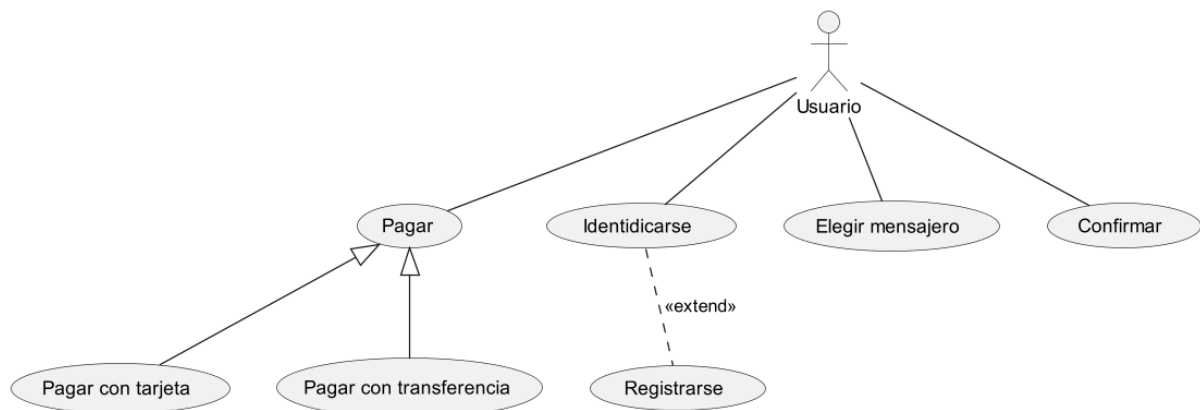 Usuario
Pagar
Identidicarse
Elegir mensajero
Confirmar
«extend»
Pagar con tarjeta
Pagar con transferencia
Registrarse